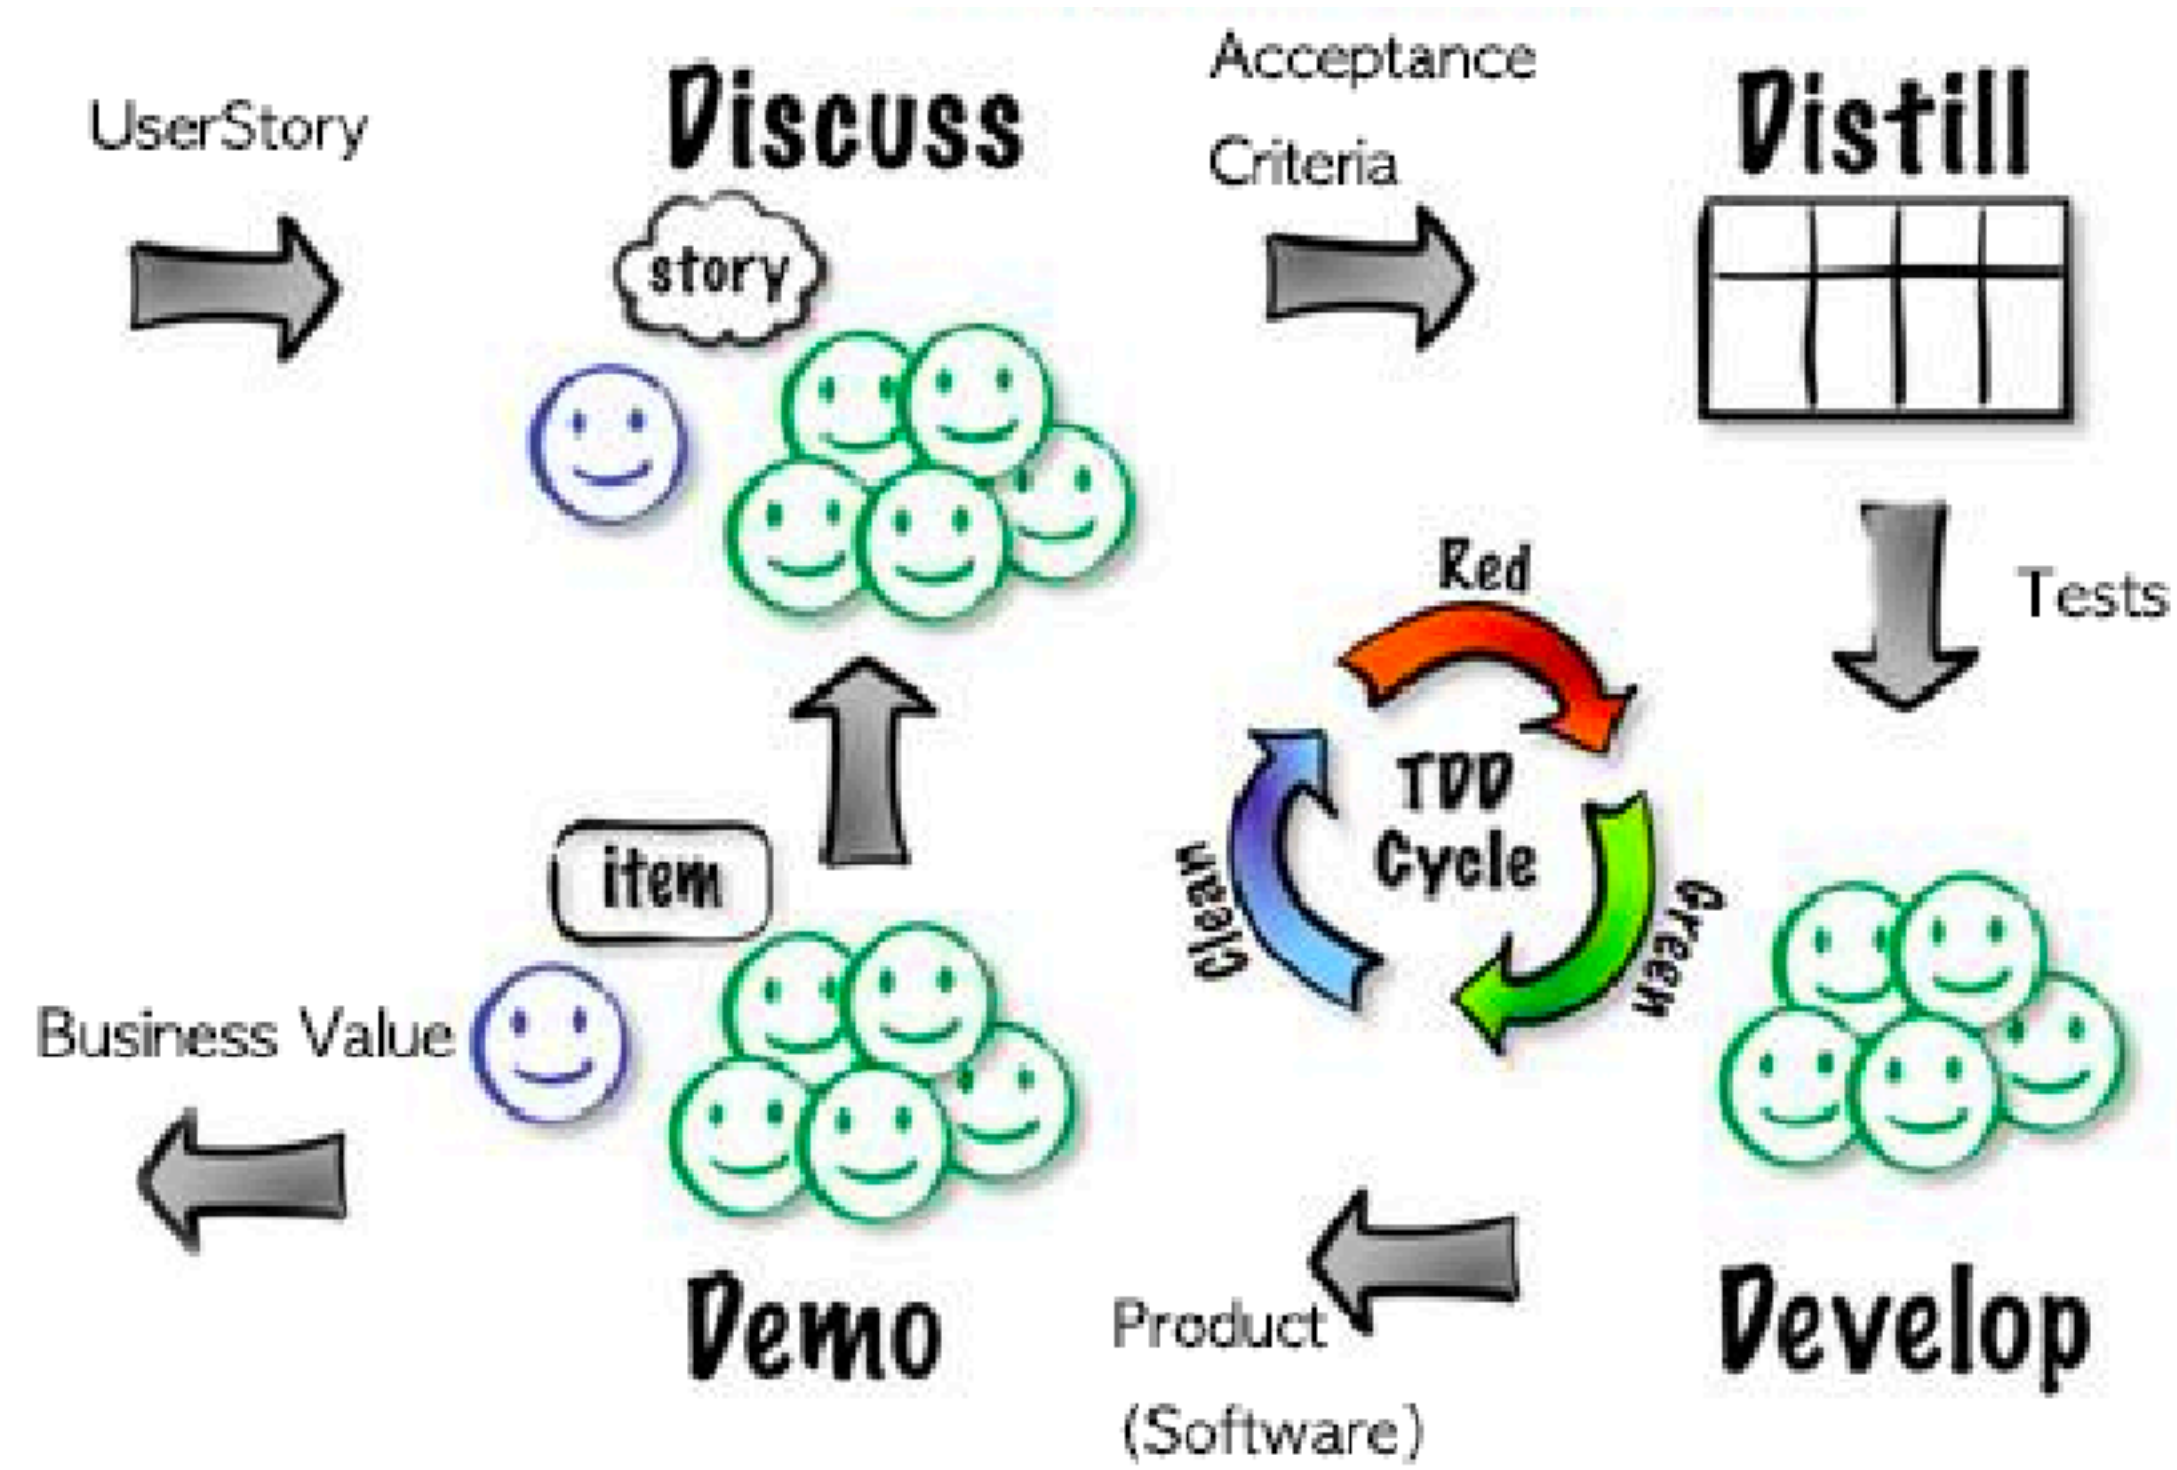 UserStory
Discuss
story
Acceptance
Criteria
Distill
Tests
Red
TDD
Cycle
Green
Clean
Develop
Product
(Software)
item
Demo
Business Value